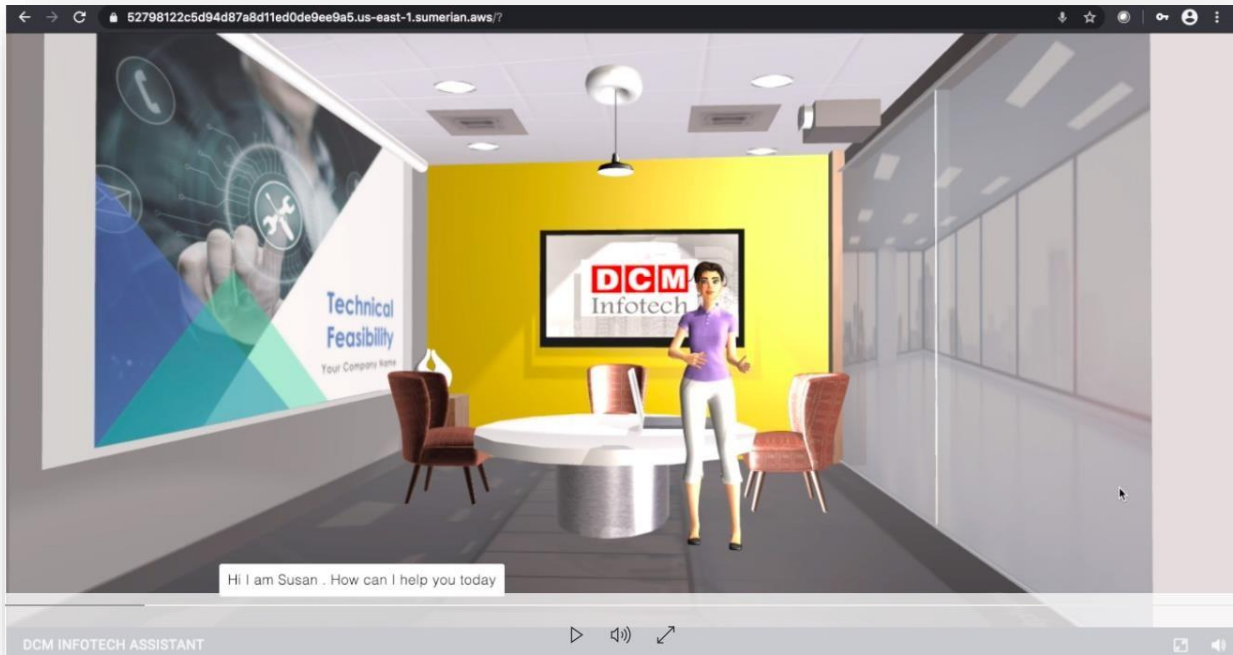 52798122c5d94d87a8d11ed0de9ee9a5.us-east-1.sumerian.aws/?
Technical
Feasibility
Your Company Name
DCM
Infotech
Hi I am Susan . How can I help you today
DCM INFOTECH ASSISTANT